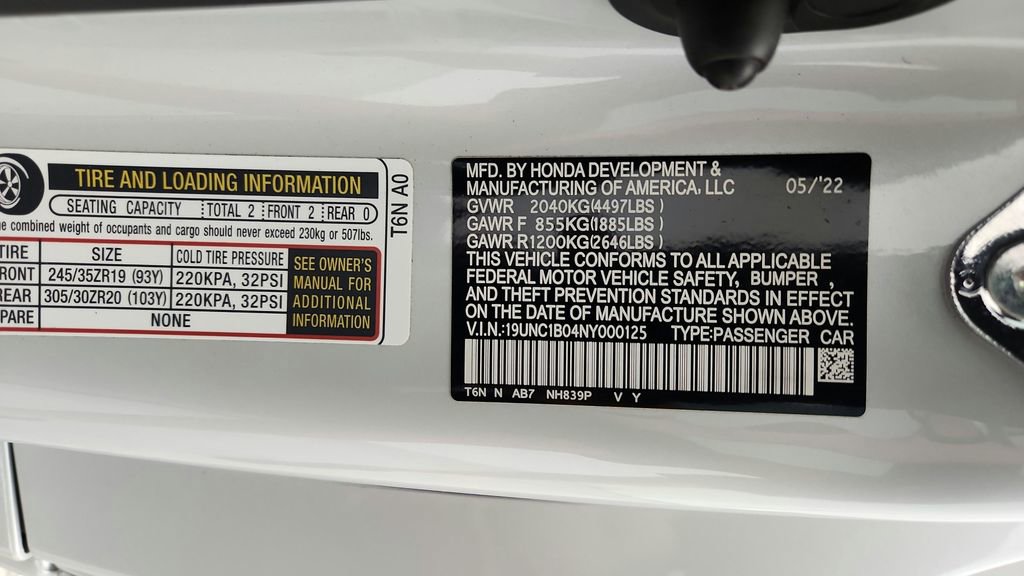 TIRE AND LOADING INFORMATION
SEATING CAPACITY TOTAL 2 FRONT 2 REAR 0
combined weight of occupants and cargo should never exceed 230kg or 507lbs.
TIRE SIZE COLD TIRE PRESSURE
FRONT 245/35ZR19 (93Y) 220KPA, 32PSI
REAR 305/30ZR20 (103Y) 220KPA, 32PSI
SPARE NONE
SEE OWNER'S
MANUAL FOR
ADDITIONAL
INFORMATION
T6N A0
MFD. BY HONDA DEVELOPMENT &
MANUFACTURING OF AMERICA, LLC 05/'22
GVWR 2040KG(4497LBS)
GAWR F 855KG(1885LBS)
GAWR R1200KG(2646LBS)
THIS VEHICLE CONFORMS TO ALL APPLICABLE
FEDERAL MOTOR VEHICLE SAFETY, BUMPER,
AND THEFT PREVENTION STANDARDS IN EFFECT
ON THE DATE OF MANUFACTURE SHOWN ABOVE.
V.I.N.:19UNC1B04NY000125 TYPE:PASSENGER CAR
T6N N AB7 NH839P V Y